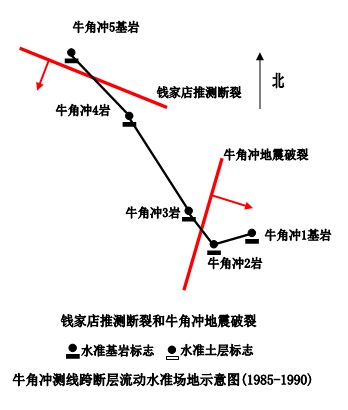 牛角冲5基岩
钱家店推测断裂
北
牛角冲4岩
牛角冲地震破裂
牛角冲3岩
牛角冲1基岩
牛角冲2岩
钱家店推测断裂和牛角冲地震破裂
水准基岩标志 水准土层标志
牛角冲测线跨断层流动水准场地示意图(1985-1990)